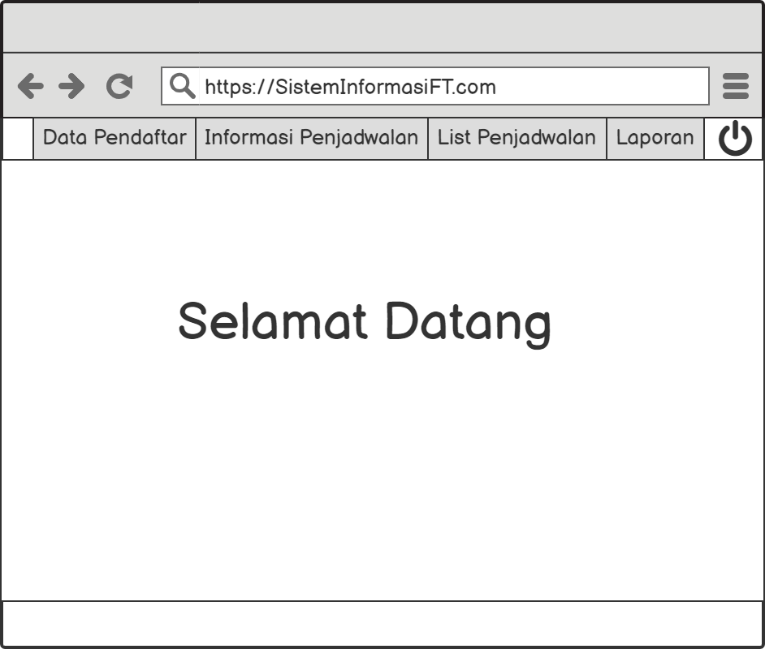 https://SistemInformasiFT.com
Data Pendaftar Informasi Penjadwalan List Penjadwalan Laporan
Selamat Datang